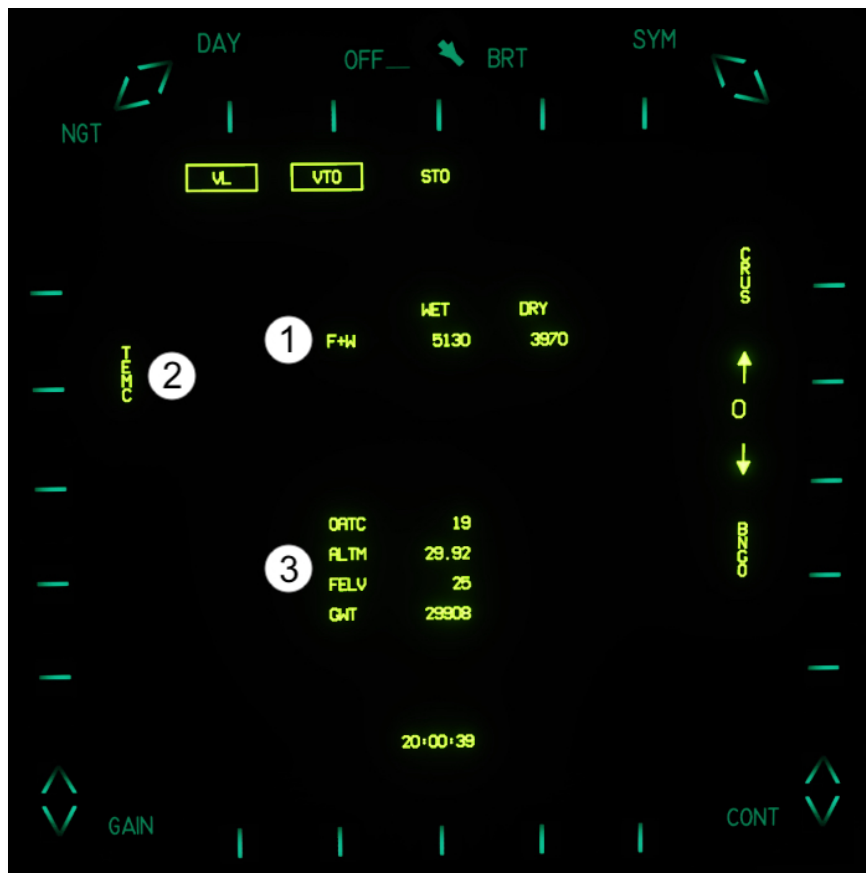 DAY
OFF BRT
SYM
NGT
VL VTO STO
CRUS
WET DRY
1 F+W 5130 3970
TEMC 2
0
OATC 19
ALTM 29.92
3
FELV 25
GWT 29908
BNGO
20:00:39
GAIN
CONT